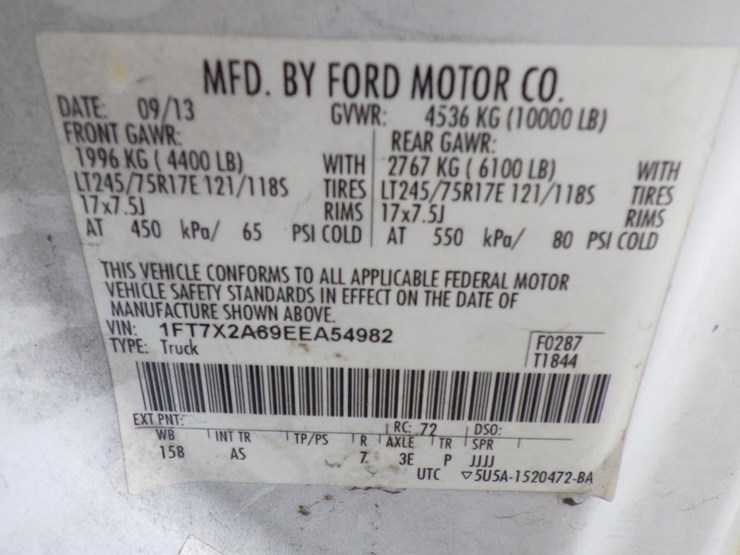 MFD. BY FORD MOTOR CO.
DATE: 09/13 GVWR: 4536 KG (10000 LB)
FRONT GAWR: REAR GAWR:
1996 KG ( 4400 LB) WITH 2767 KG ( 6100 LB) WITH
LT245/75R17E 121/118S TIRES LT245/75R17E 121/118S TIRES
17x7.5J RIMS 17x7.5J RIMS
AT 450 kPa/ 65 PSI COLD AT 550 kPa/ 80 PSI COLD
THIS VEHICLE CONFORMS TO ALL APPLICABLE FEDERAL MOTOR
VEHICLE SAFETY STANDARDS IN EFFECT ON THE DATE OF
MANUFACTURE SHOWN ABOVE.
VIN: 1FT7X2A69EEA54982 F0287
TYPE: Truck T1844
EXT PNT: RC: 72 DSO:
WB INT TR TP/PS R AXLE TR SPR
158 AS 7. 3E P JJJJ
UTC ▽5U5A-1520472-BA